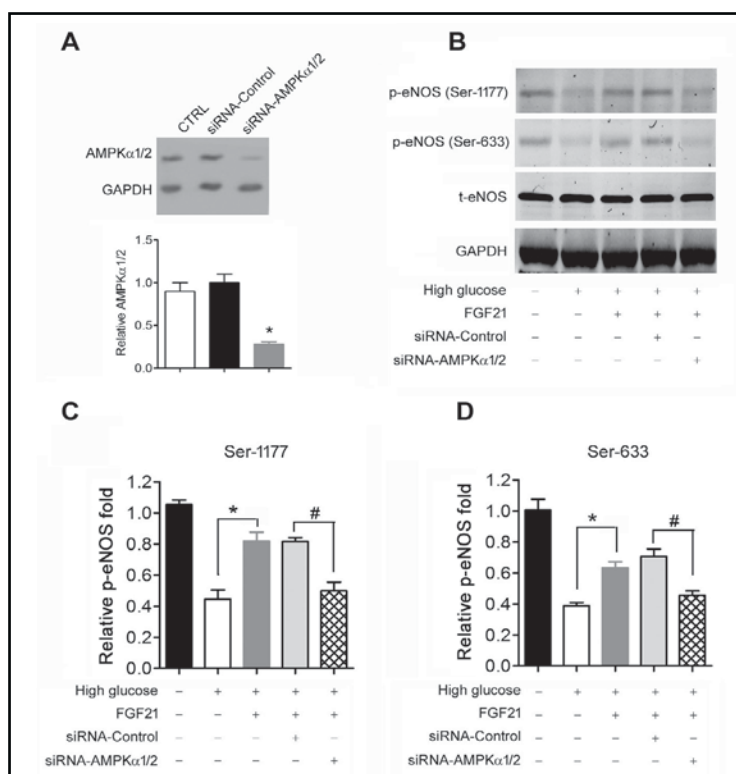 A
CTRL
siRNA-Control
siRNA-AMPKα1/2
AMPKα1/2
GAPDH
Relative AMPKα1/2
1.5
1.0
0.5
0.0
*
B
p-eNOS (Ser-1177)
p-eNOS (Ser-633)
t-eNOS
GAPDH
High glucose – + + + +
FGF21 – – + + +
siRNA-Control – – – + –
siRNA-AMPKα1/2 – – – – +
C
Ser-1177
Relative p-eNOS fold
1.2
1.0
0.8
0.6
0.4
0.2
0.0
*
#
High glucose – + + + +
FGF21 – – + + +
siRNA-Control – – – + –
siRNA-AMPKα1/2 – – – – +
D
Ser-633
Relative p-eNOS fold
1.2
1.0
0.8
0.6
0.4
0.2
0.0
*
#
High glucose – + + + +
FGF21 – – + + +
siRNA-Control – – – + –
siRNA-AMPKα1/2 – – – – +